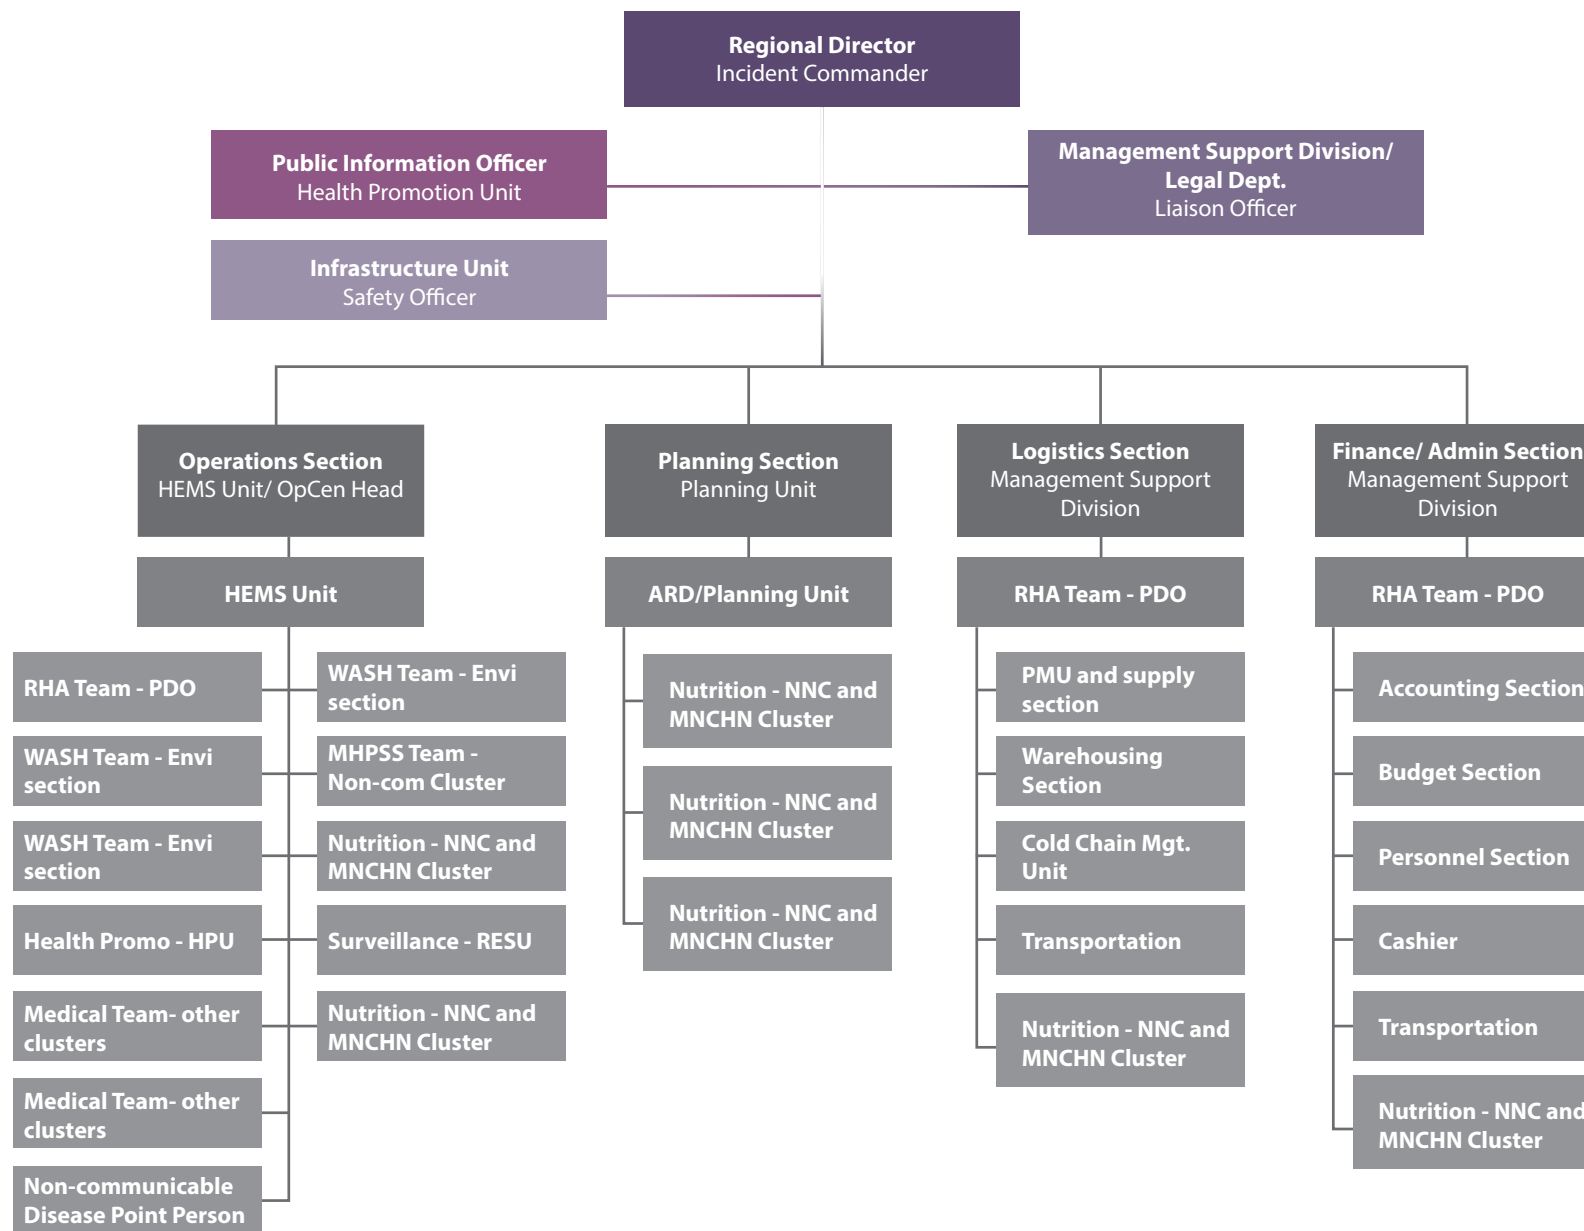 Regional Director
Incident Commander
Public Information Officer
Health Promotion Unit
Management Support Division/
Legal Dept.
Liaison Officer
Infrastructure Unit
Safety Officer
Operations Section
HEMS Unit/ OpCen Head
Planning Section
Planning Unit
Logistics Section
Management Support
Division
Finance/ Admin Section
Management Support
Division
HEMS Unit
ARD/Planning Unit
RHA Team - PDO
RHA Team - PDO
RHA Team - PDO
WASH Team - Envi
section
WASH Team - Envi
section
MHPSS Team -
Non-com Cluster
WASH Team - Envi
section
Nutrition - NNC and
MNCHN Cluster
Health Promo - HPU
Surveillance - RESU
Medical Team- other
clusters
Nutrition - NNC and
MNCHN Cluster
Medical Team- other
clusters
Non-communicable
Disease Point Person
Nutrition - NNC and
MNCHN Cluster
Nutrition - NNC and
MNCHN Cluster
Nutrition - NNC and
MNCHN Cluster
PMU and supply
section
Warehousing
Section
Cold Chain Mgt.
Unit
Transportation
Nutrition - NNC and
MNCHN Cluster
Accounting Section
Budget Section
Personnel Section
Cashier
Transportation
Nutrition - NNC and
MNCHN Cluster